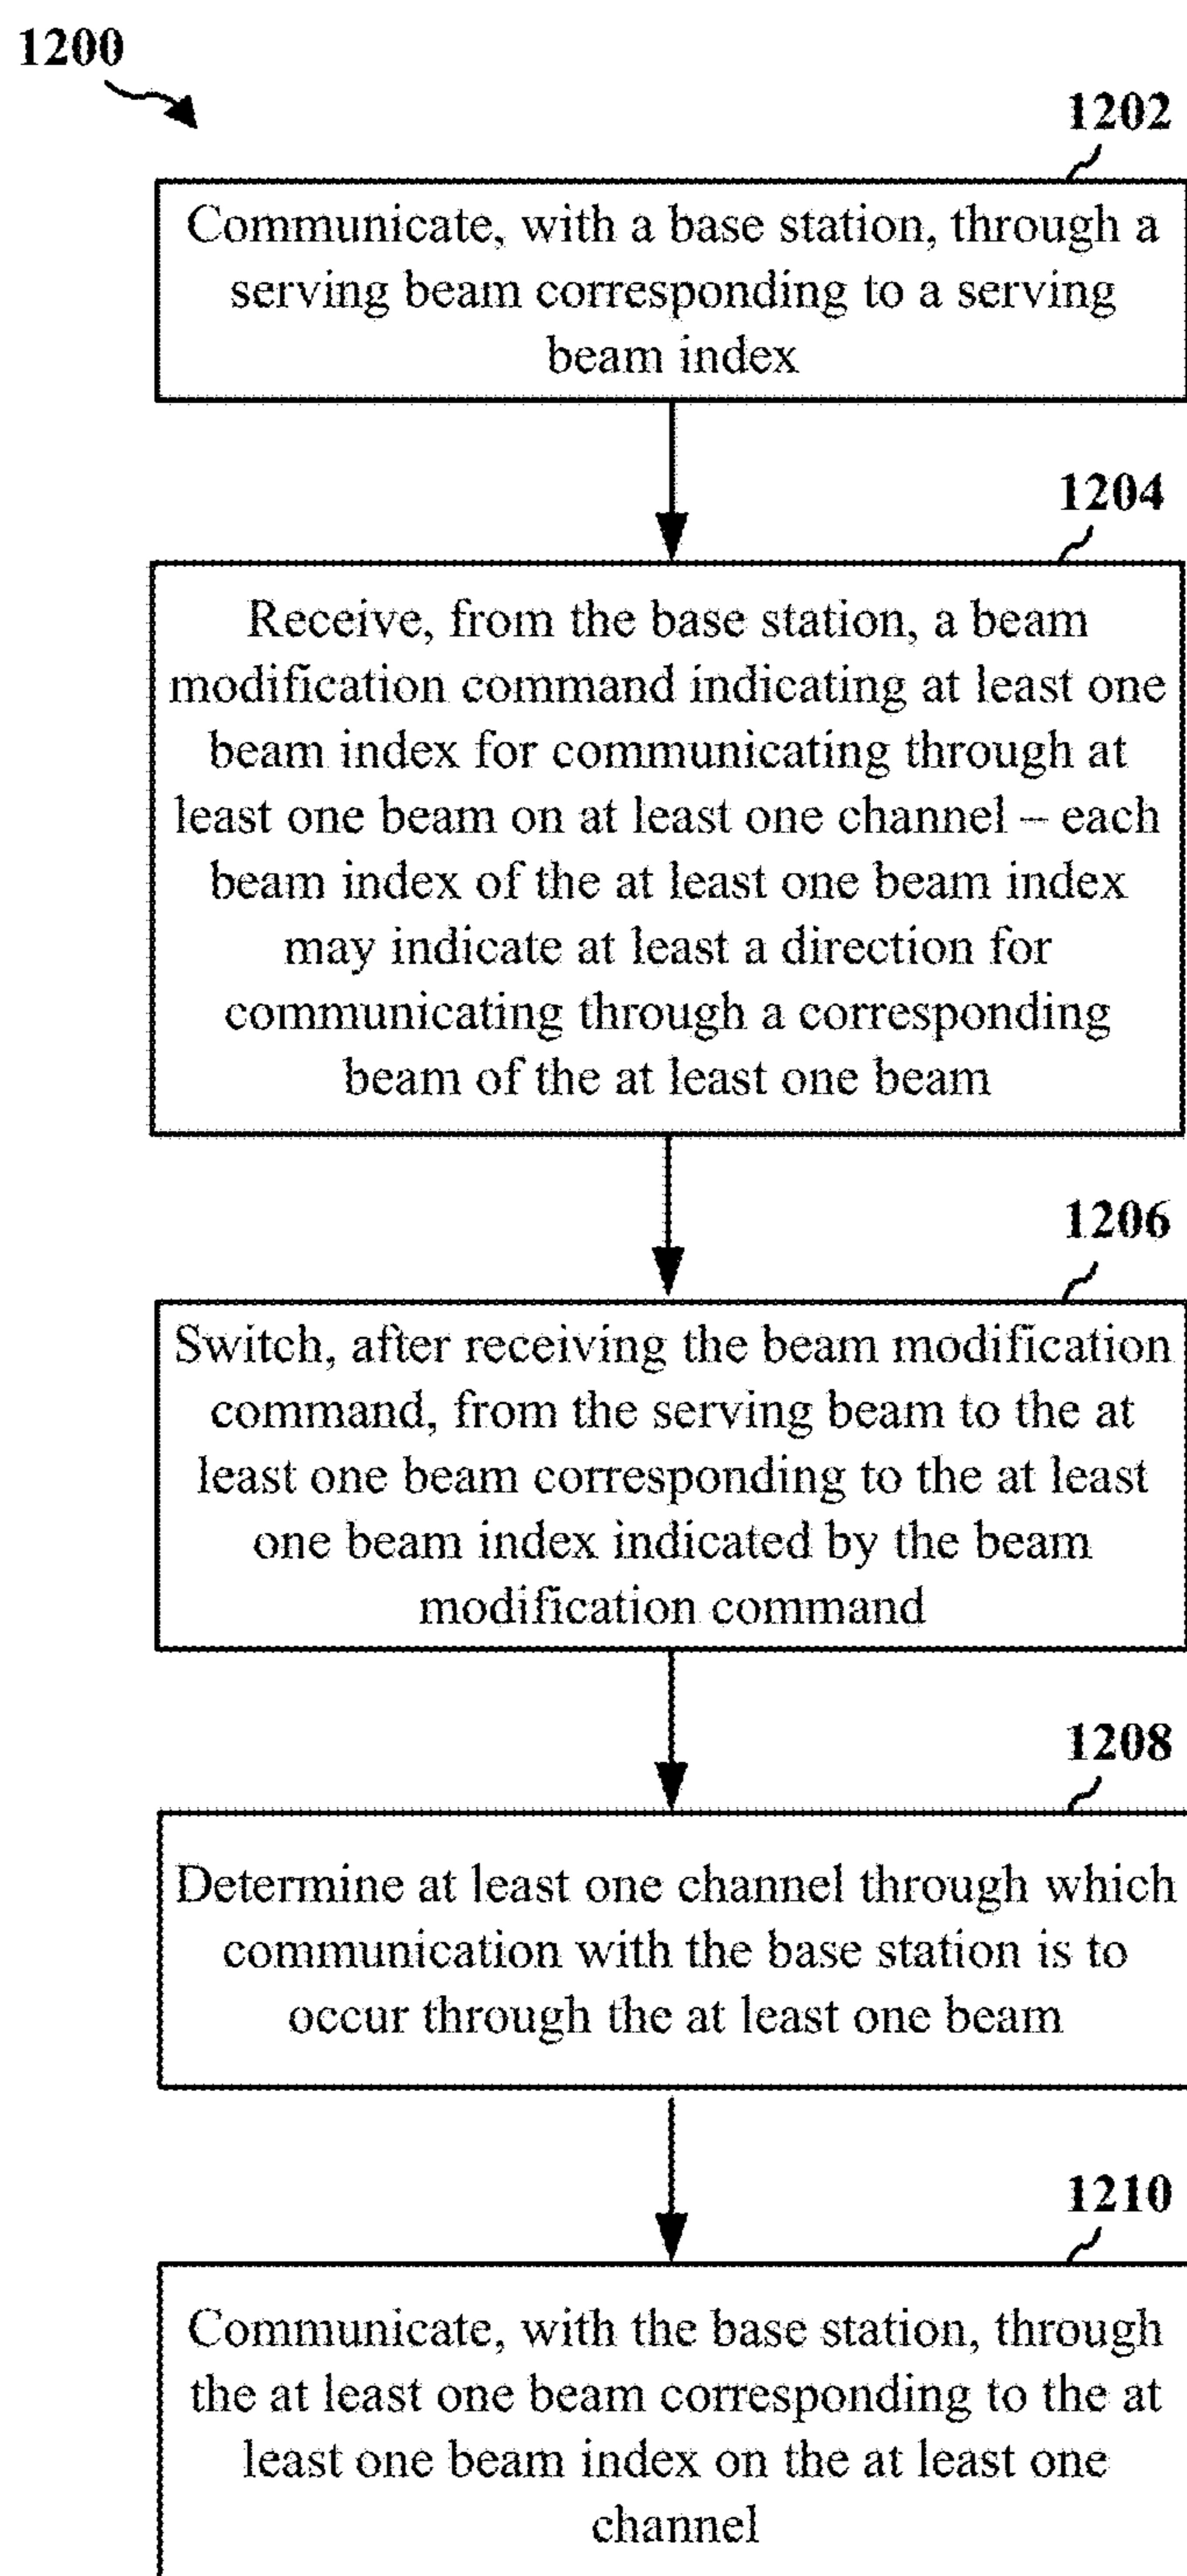 1200
1202
Communicate, with a base station, through a
serving beam corresponding to a serving
beam index
1204
Receive, from the base station, a beam
modification command indicating at least one
beam index for communicating through at
least one beam on at least one channel – each
beam index of the at least one beam index
may indicate at least a direction for
communicating through a corresponding
beam of the at least one beam
1206
Switch, after receiving the beam modification
command, from the serving beam to the at
least one beam corresponding to the at least
one beam index indicated by the beam
modification command
1208
Determine at least one channel through which
communication with the base station is to
occur through the at least one beam
1210
Communicate, with the base station, through
the at least one beam corresponding to the at
least one beam index on the at least one
channel